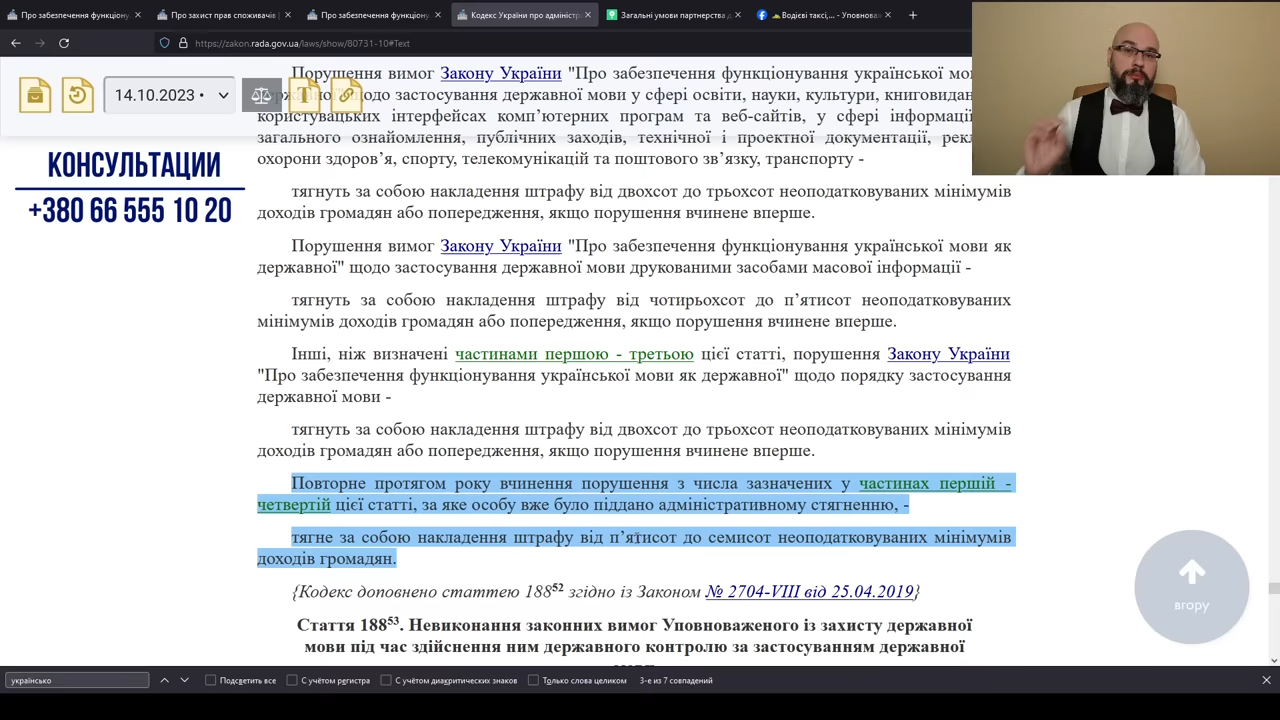 Про забезпечення функціону
Про захист прав споживачів |
Про забезпечення функціону
Кодекс України про адміністр
Загальні умови партнерства д
Водієві таксі,... - Уповнова
https://zakon.rada.gov.ua/laws/show/80731-10#Text
14.10.2023 •
КОНСУЛЬТАЦИИ
+380 66 555 10 20
Порушення вимог Закону України "Про забезпечення функціонування української мо
щодо застосування державної мови у сфері освіти, науки, культури, книговидан
користувацьких інтерфейсах комп’ютерних програм та веб-сайтів, у сфері інформації
загального ознайомлення, публічних заходів, технічної і проектної документації, рек
охорони здоров’я, спорту, телекомунікацій та поштового зв’язку, транспорту -
тягнуть за собою накладення штрафу від двохсот до трьохсот неоподатковуваних мінімумів
доходів громадян або попередження, якщо порушення вчинене вперше.
Порушення вимог Закону України "Про забезпечення функціонування української мови як
державної" щодо застосування державної мови друкованими засобами масової інформації -
тягнуть за собою накладення штрафу від чотирьохсот до п’ятисот неоподатковуваних
мінімумів доходів громадян або попередження, якщо порушення вчинене вперше.
Інші, ніж визначені частинами першою - третьою цієї статті, порушення Закону України
"Про забезпечення функціонування української мови як державної" щодо порядку застосування
державної мови -
тягнуть за собою накладення штрафу від двохсот до трьохсот неоподатковуваних мінімумів
доходів громадян або попередження, якщо порушення вчинене вперше.
Повторне протягом року вчинення порушення з числа зазначених у частинах першій -
четвертій цієї статті, за яке особу вже було піддано адміністративному стягненню, -
тягне за собою накладення штрафу від п’ятисот до семисот неоподатковуваних мінімумів
доходів громадян.
{Кодекс доповнено статтею 188⁵² згідно із Законом № 2704-VIII від 25.04.2019}
Стаття 188⁵³. Невиконання законних вимог Уповноваженого із захисту державної
мови під час здійснення ним державного контролю за застосуванням державної
вгору
українсько
Подсветить все
С учётом регистра
С учётом диакритических знаков
Только слова целиком
3-е из 7 совпадений